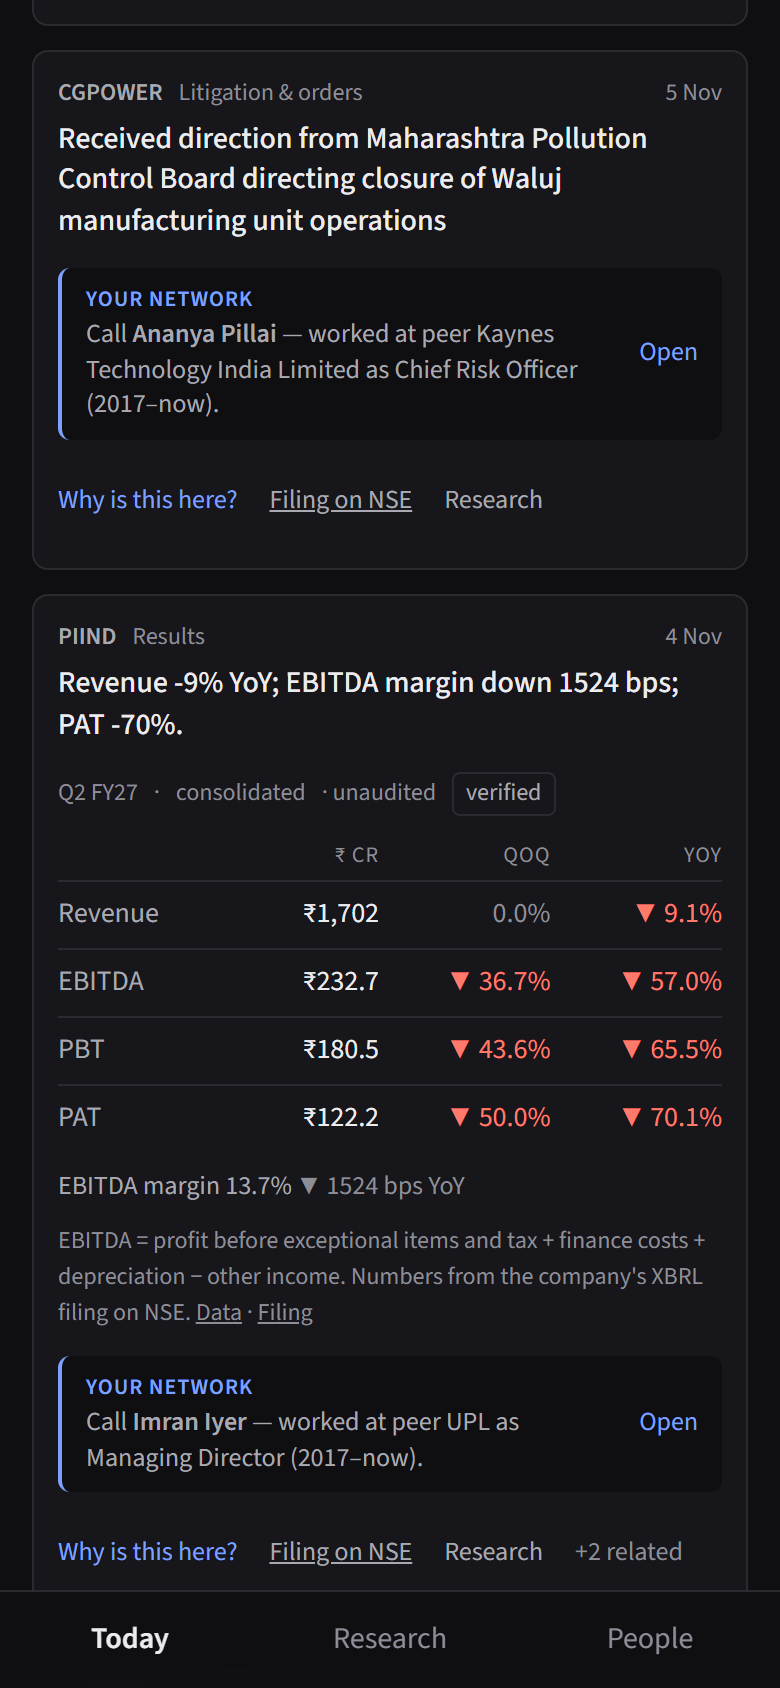 CGPOWER Litigation & orders 5 Nov
Received direction from Maharashtra Pollution
Control Board directing closure of Waluj
manufacturing unit operations
YOUR NETWORK
Call Ananya Pillai — worked at peer Kaynes
Technology India Limited as Chief Risk Officer
(2017–now).
Open
Why is this here? Filing on NSE Research
PIIND Results 4 Nov
Revenue -9% YoY; EBITDA margin down 1524 bps;
PAT -70%.
Q2 FY27 · consolidated · unaudited verified
₹ CR QOQ YOY
Revenue ₹1,702 0.0% ▼ 9.1%
EBITDA ₹232.7 ▼ 36.7% ▼ 57.0%
PBT ₹180.5 ▼ 43.6% ▼ 65.5%
PAT ₹122.2 ▼ 50.0% ▼ 70.1%
EBITDA margin 13.7% ▼ 1524 bps YoY
EBITDA = profit before exceptional items and tax + finance costs +
depreciation − other income. Numbers from the company's XBRL
filing on NSE. Data · Filing
YOUR NETWORK
Call Imran Iyer — worked at peer UPL as
Managing Director (2017–now).
Open
Why is this here? Filing on NSE Research +2 related
Today Research People